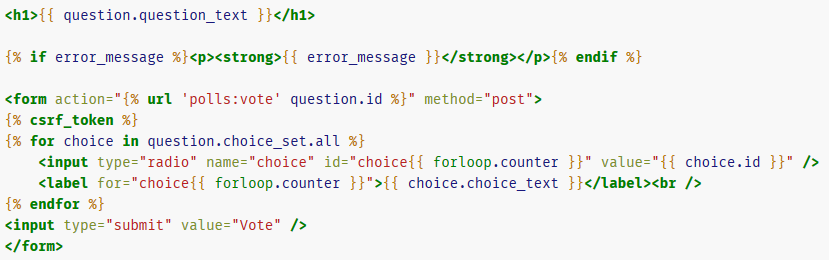 <h1>{{ question.question_text }}</h1>
{% if error_message %}<p><strong>{{ error_message }}</strong></p>{% endif %}
<form action="{% url 'polls:vote' question.id %}" method="post">
{% csrf_token %}
{% for choice in question.choice_set.all %}
    <input type="radio" name="choice" id="choice{{ forloop.counter }}" value="{{ choice.id }}" />
    <label for="choice{{ forloop.counter }}">{{ choice.choice_text }}</label><br />
{% endfor %}
<input type="submit" value="Vote" />
</form>